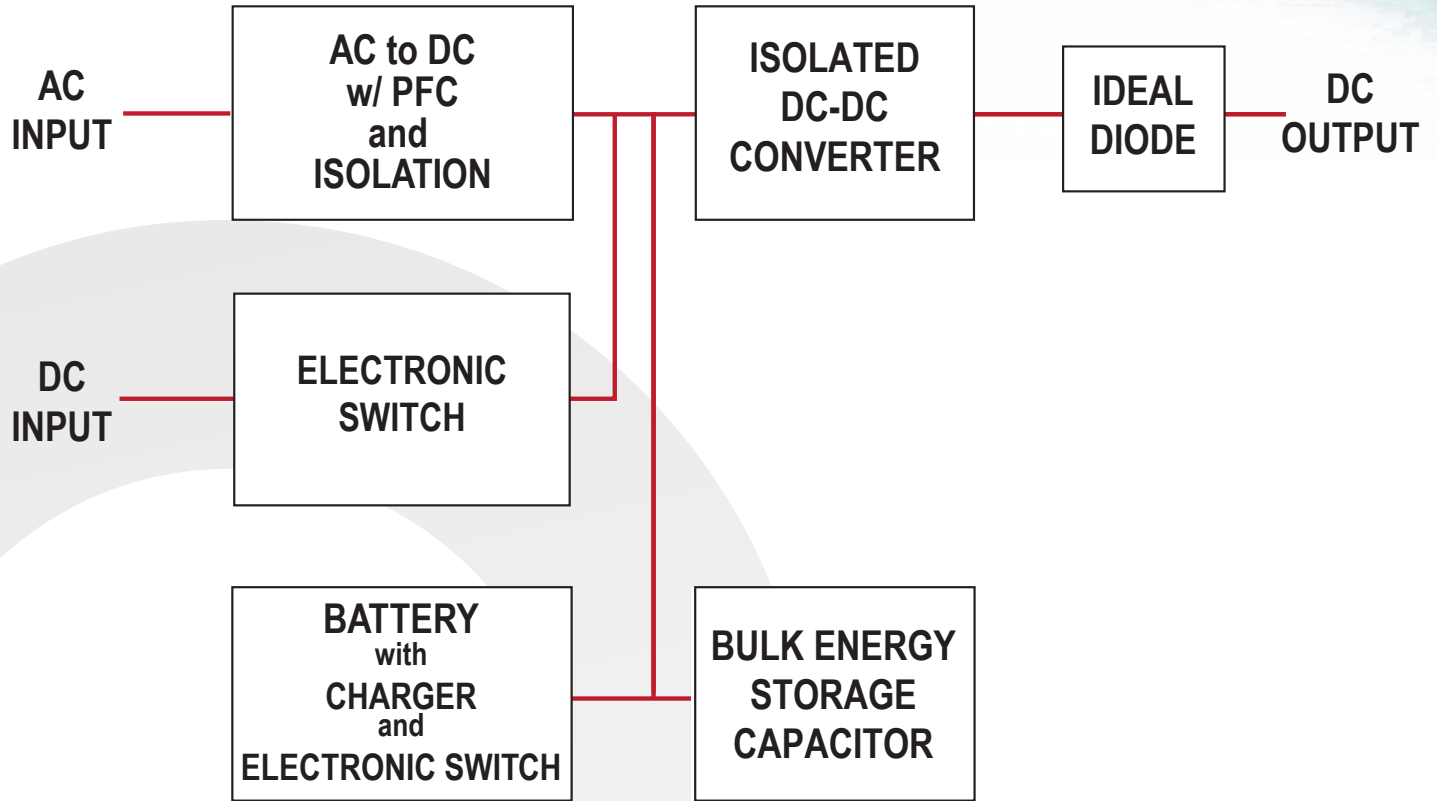 AC
INPUT
AC to DC
w/ PFC
and
ISOLATION
ISOLATED
DC-DC
CONVERTER
IDEAL
DIODE
DC
OUTPUT
DC
INPUT
ELECTRONIC
SWITCH
BATTERY
with
CHARGER
and
ELECTRONIC SWITCH
BULK ENERGY
STORAGE
CAPACITOR